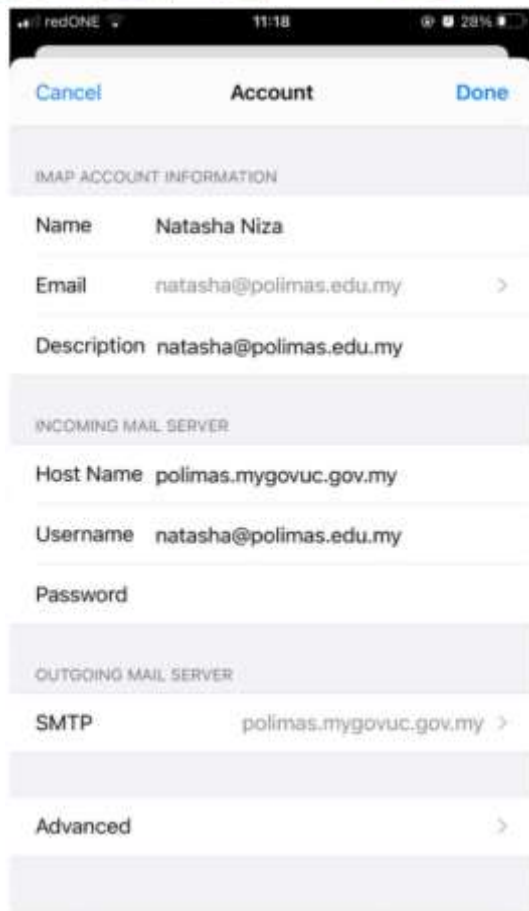 redONE 11:18 28%
Cancel Account Done
IMAP ACCOUNT INFORMATION
Name Natasha Niza
Email natasha@polimas.edu.my
Description natasha@polimas.edu.my
INCOMING MAIL SERVER
Host Name polimas.mygovuc.gov.my
Username natasha@polimas.edu.my
Password
OUTGOING MAIL SERVER
SMTP polimas.mygovuc.gov.my
Advanced